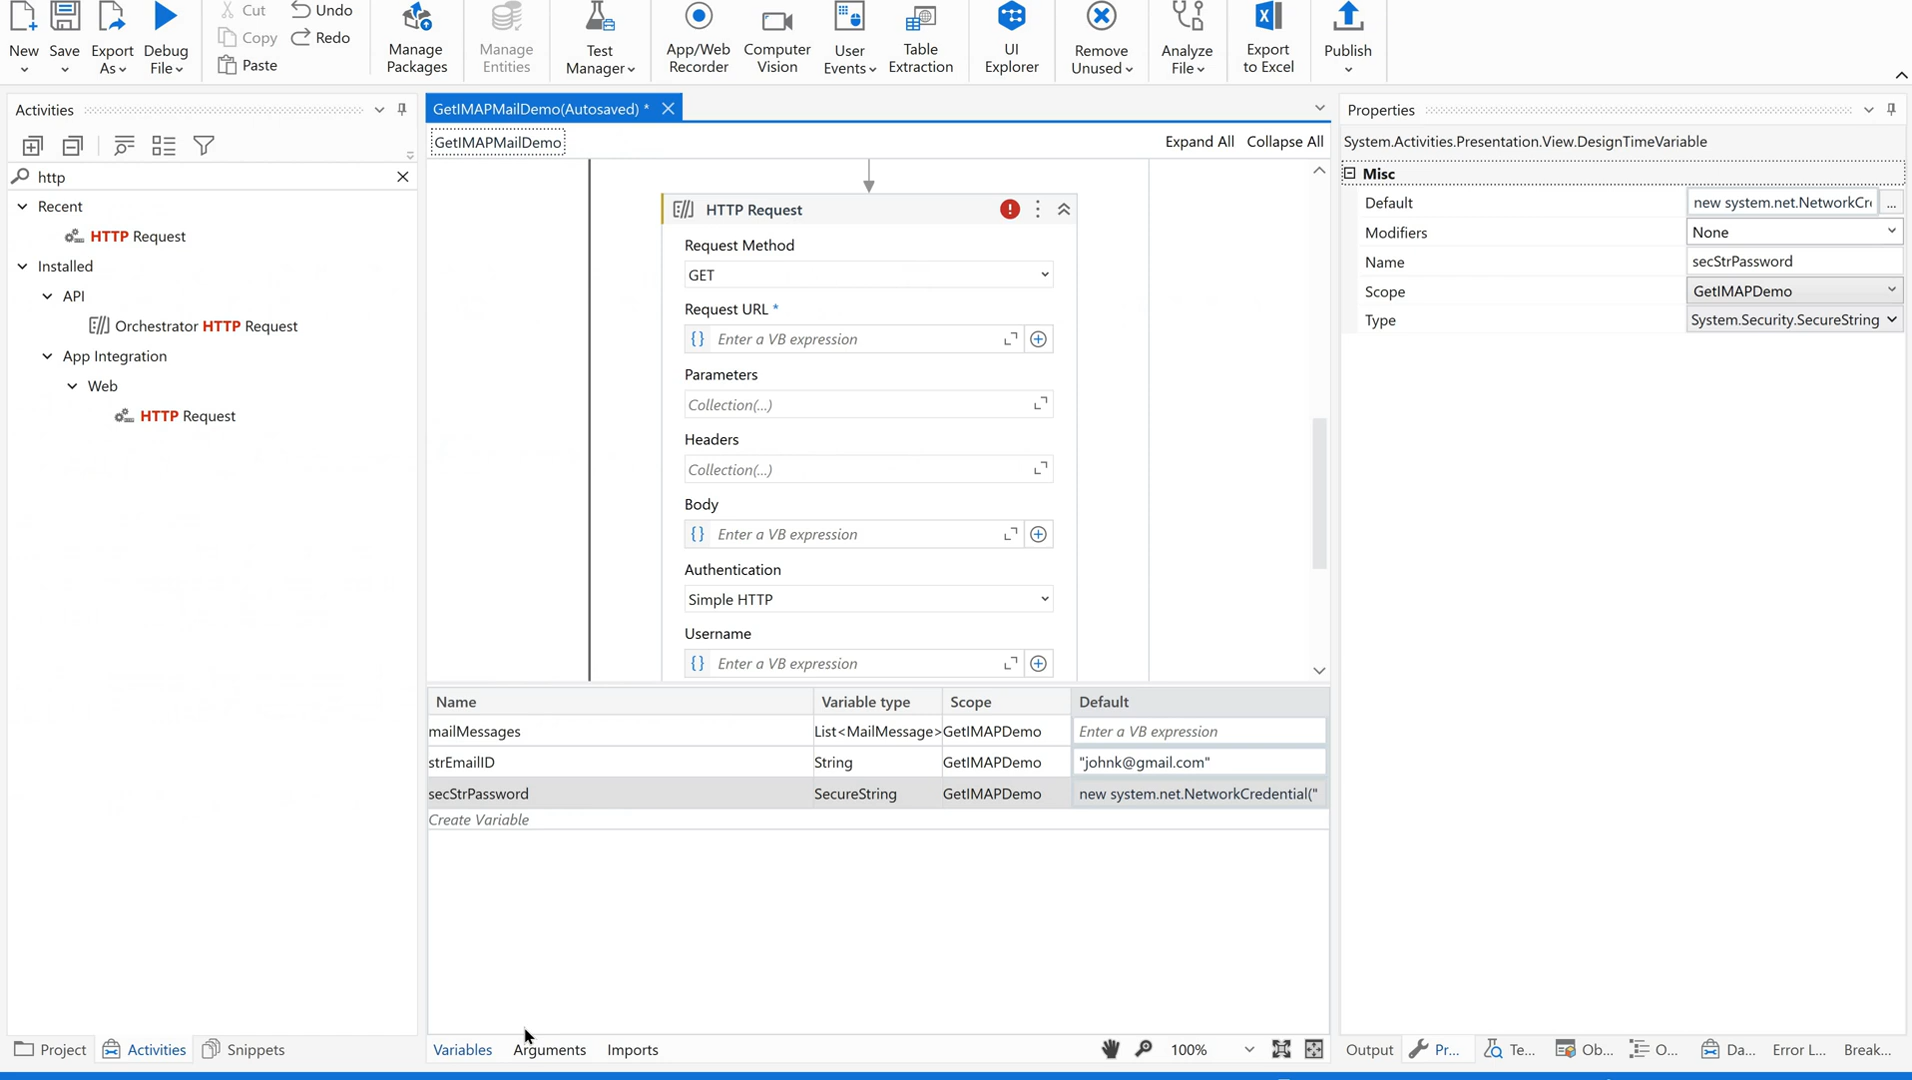 New
Save
Export As
Debug File
Cut
Copy
Paste
Undo
Redo
Manage Packages
Manage Entities
Test Manager
App/Web Recorder
Computer Vision
User Events
Table Extraction
UI Explorer
Remove Unused
Analyze File
Export to Excel
Publish
Activities
http
Recent
HTTP Request
Installed
API
Orchestrator HTTP Request
App Integration
Web
HTTP Request
GetIMAPMailDemo(Autosaved) *
GetIMAPMailDemo
Expand All
Collapse All
HTTP Request
Request Method
GET
Request URL *
Enter a VB expression
Parameters
Collection(...)
Headers
Collection(...)
Body
Enter a VB expression
Authentication
Simple HTTP
Username
Enter a VB expression
Name Variable type Scope Default
mailMessages List<MailMessage> GetIMAPDemo Enter a VB expression
strEmailID String GetIMAPDemo "johnk@gmail.com"
secStrPassword SecureString GetIMAPDemo new system.net.NetworkCredential("
Create Variable
Properties
System.Activities.Presentation.View.DesignTimeVariable
Misc
Default new system.net.NetworkCr ...
Modifiers None
Name secStrPassword
Scope GetIMAPDemo
Type System.Security.SecureString
Project Activities Snippets
Variables Arguments Imports
100%
Output Pr... Te... Ob... O... Da... Error L... Break...